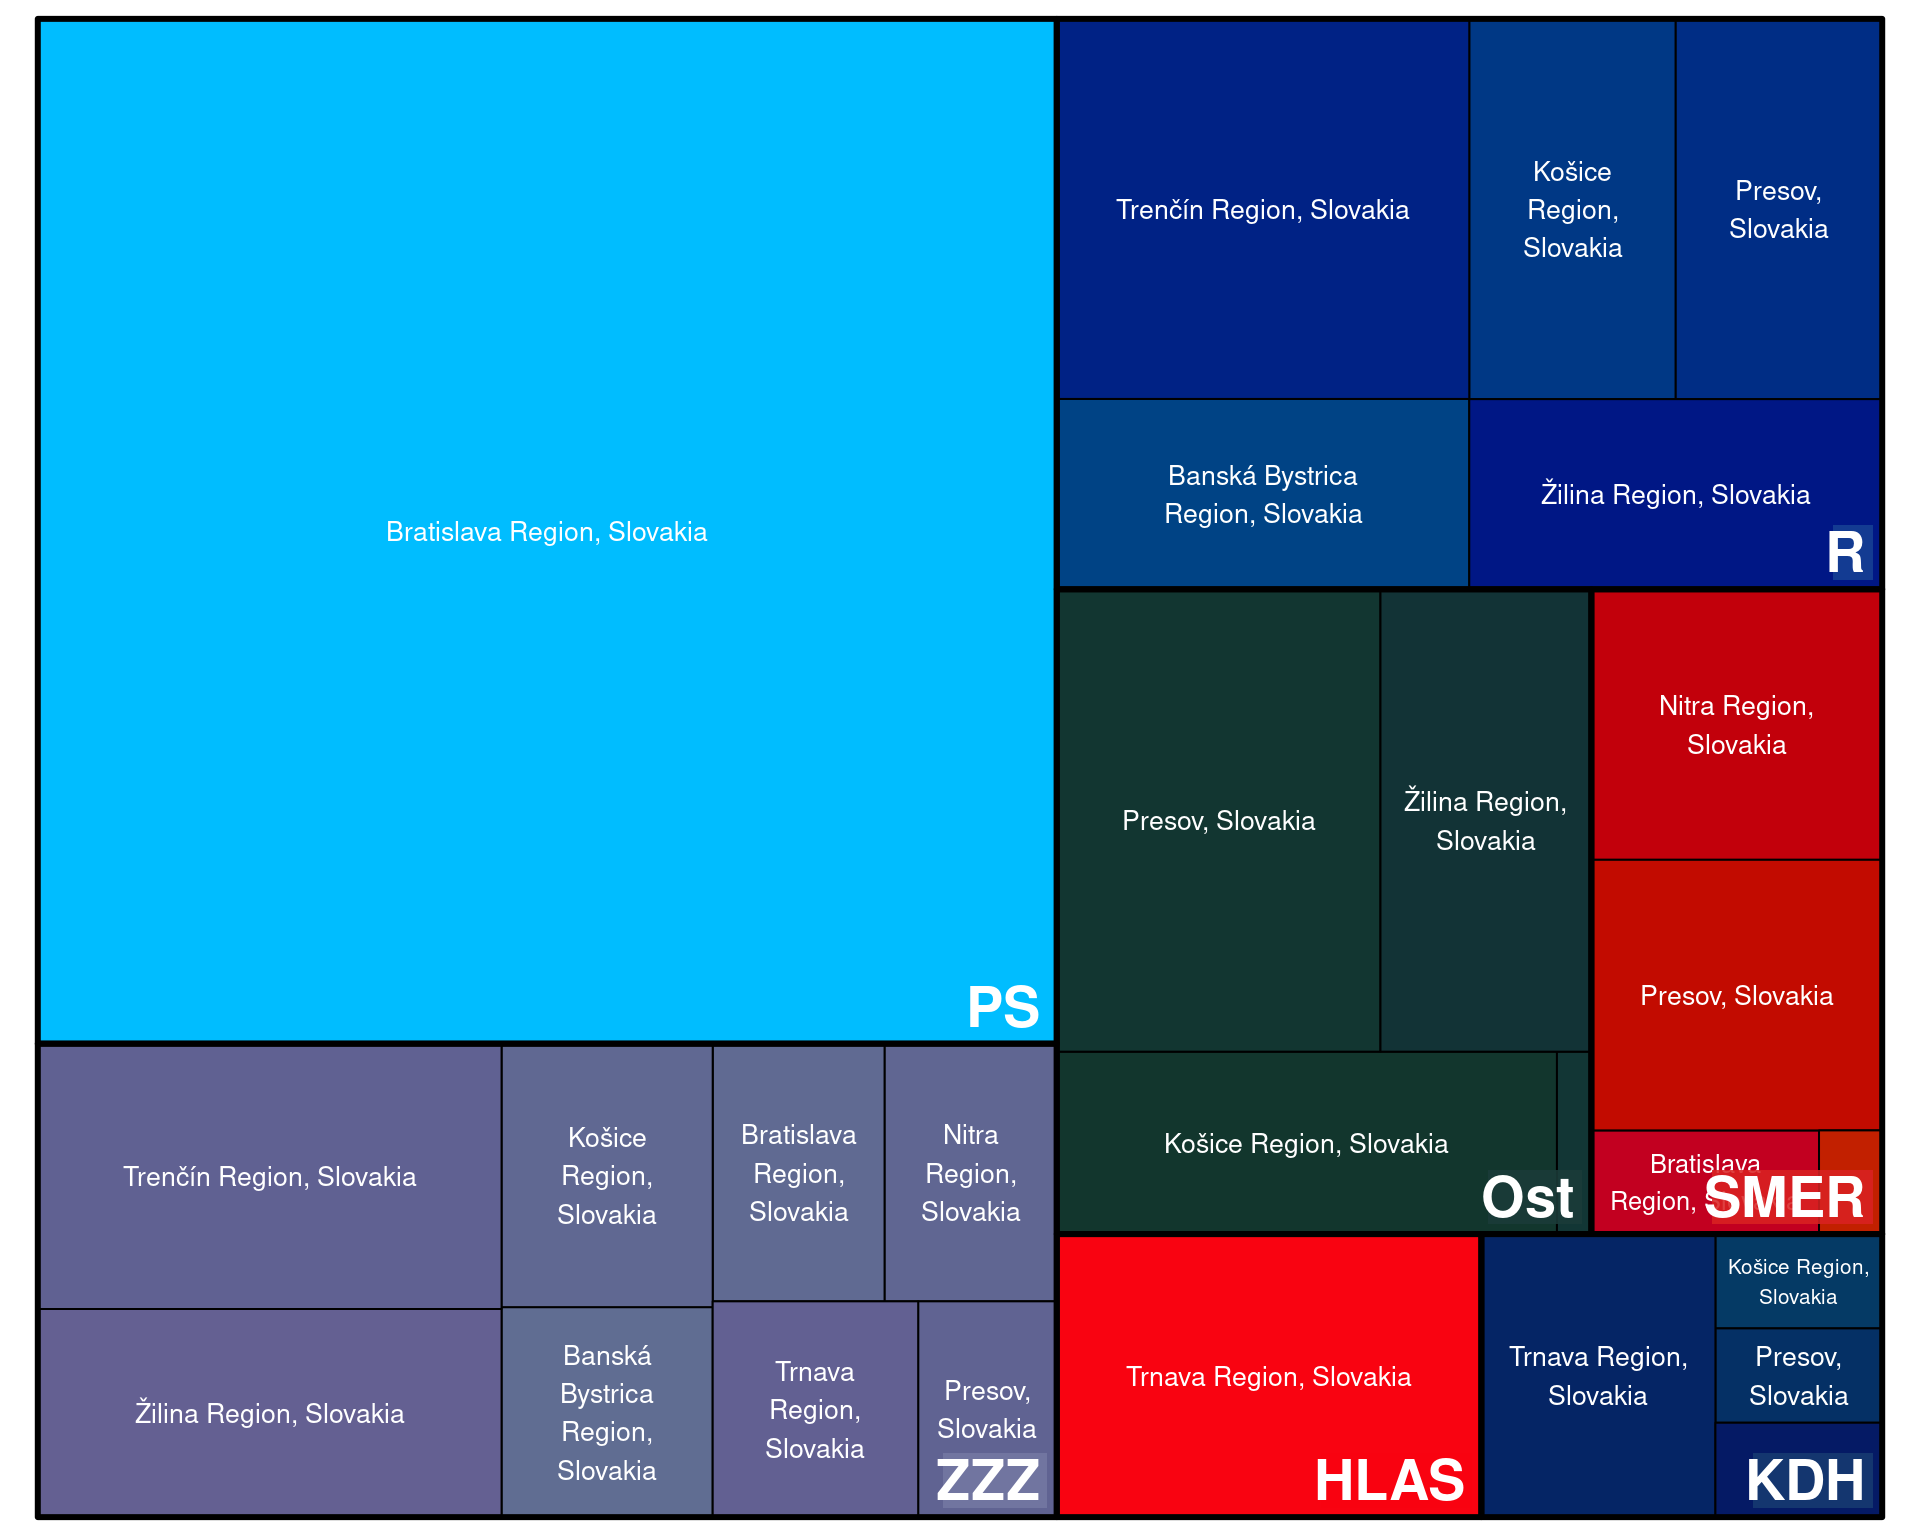 Bratislava Region, Slovakia
PS
Trenčín Region, Slovakia
Košice
Region,
Slovakia
Presov,
Slovakia
Banská Bystrica
Region, Slovakia
Žilina Region, Slovakia
R
Presov, Slovakia
Žilina Region,
Slovakia
Košice Region, Slovakia
Ost
Nitra Region,
Slovakia
Presov, Slovakia
Bratislava
Region,
SMER
Trenčín Region, Slovakia
Košice
Region,
Slovakia
Bratislava
Region,
Slovakia
Nitra
Region,
Slovakia
Žilina Region, Slovakia
Banská
Bystrica
Region,
Slovakia
Trnava
Region,
Slovakia
Presov,
Slovakia
ZZZ
Trnava Region, Slovakia
HLAS
Trnava Region,
Slovakia
Košice Region,
Slovakia
Presov,
Slovakia
KDH